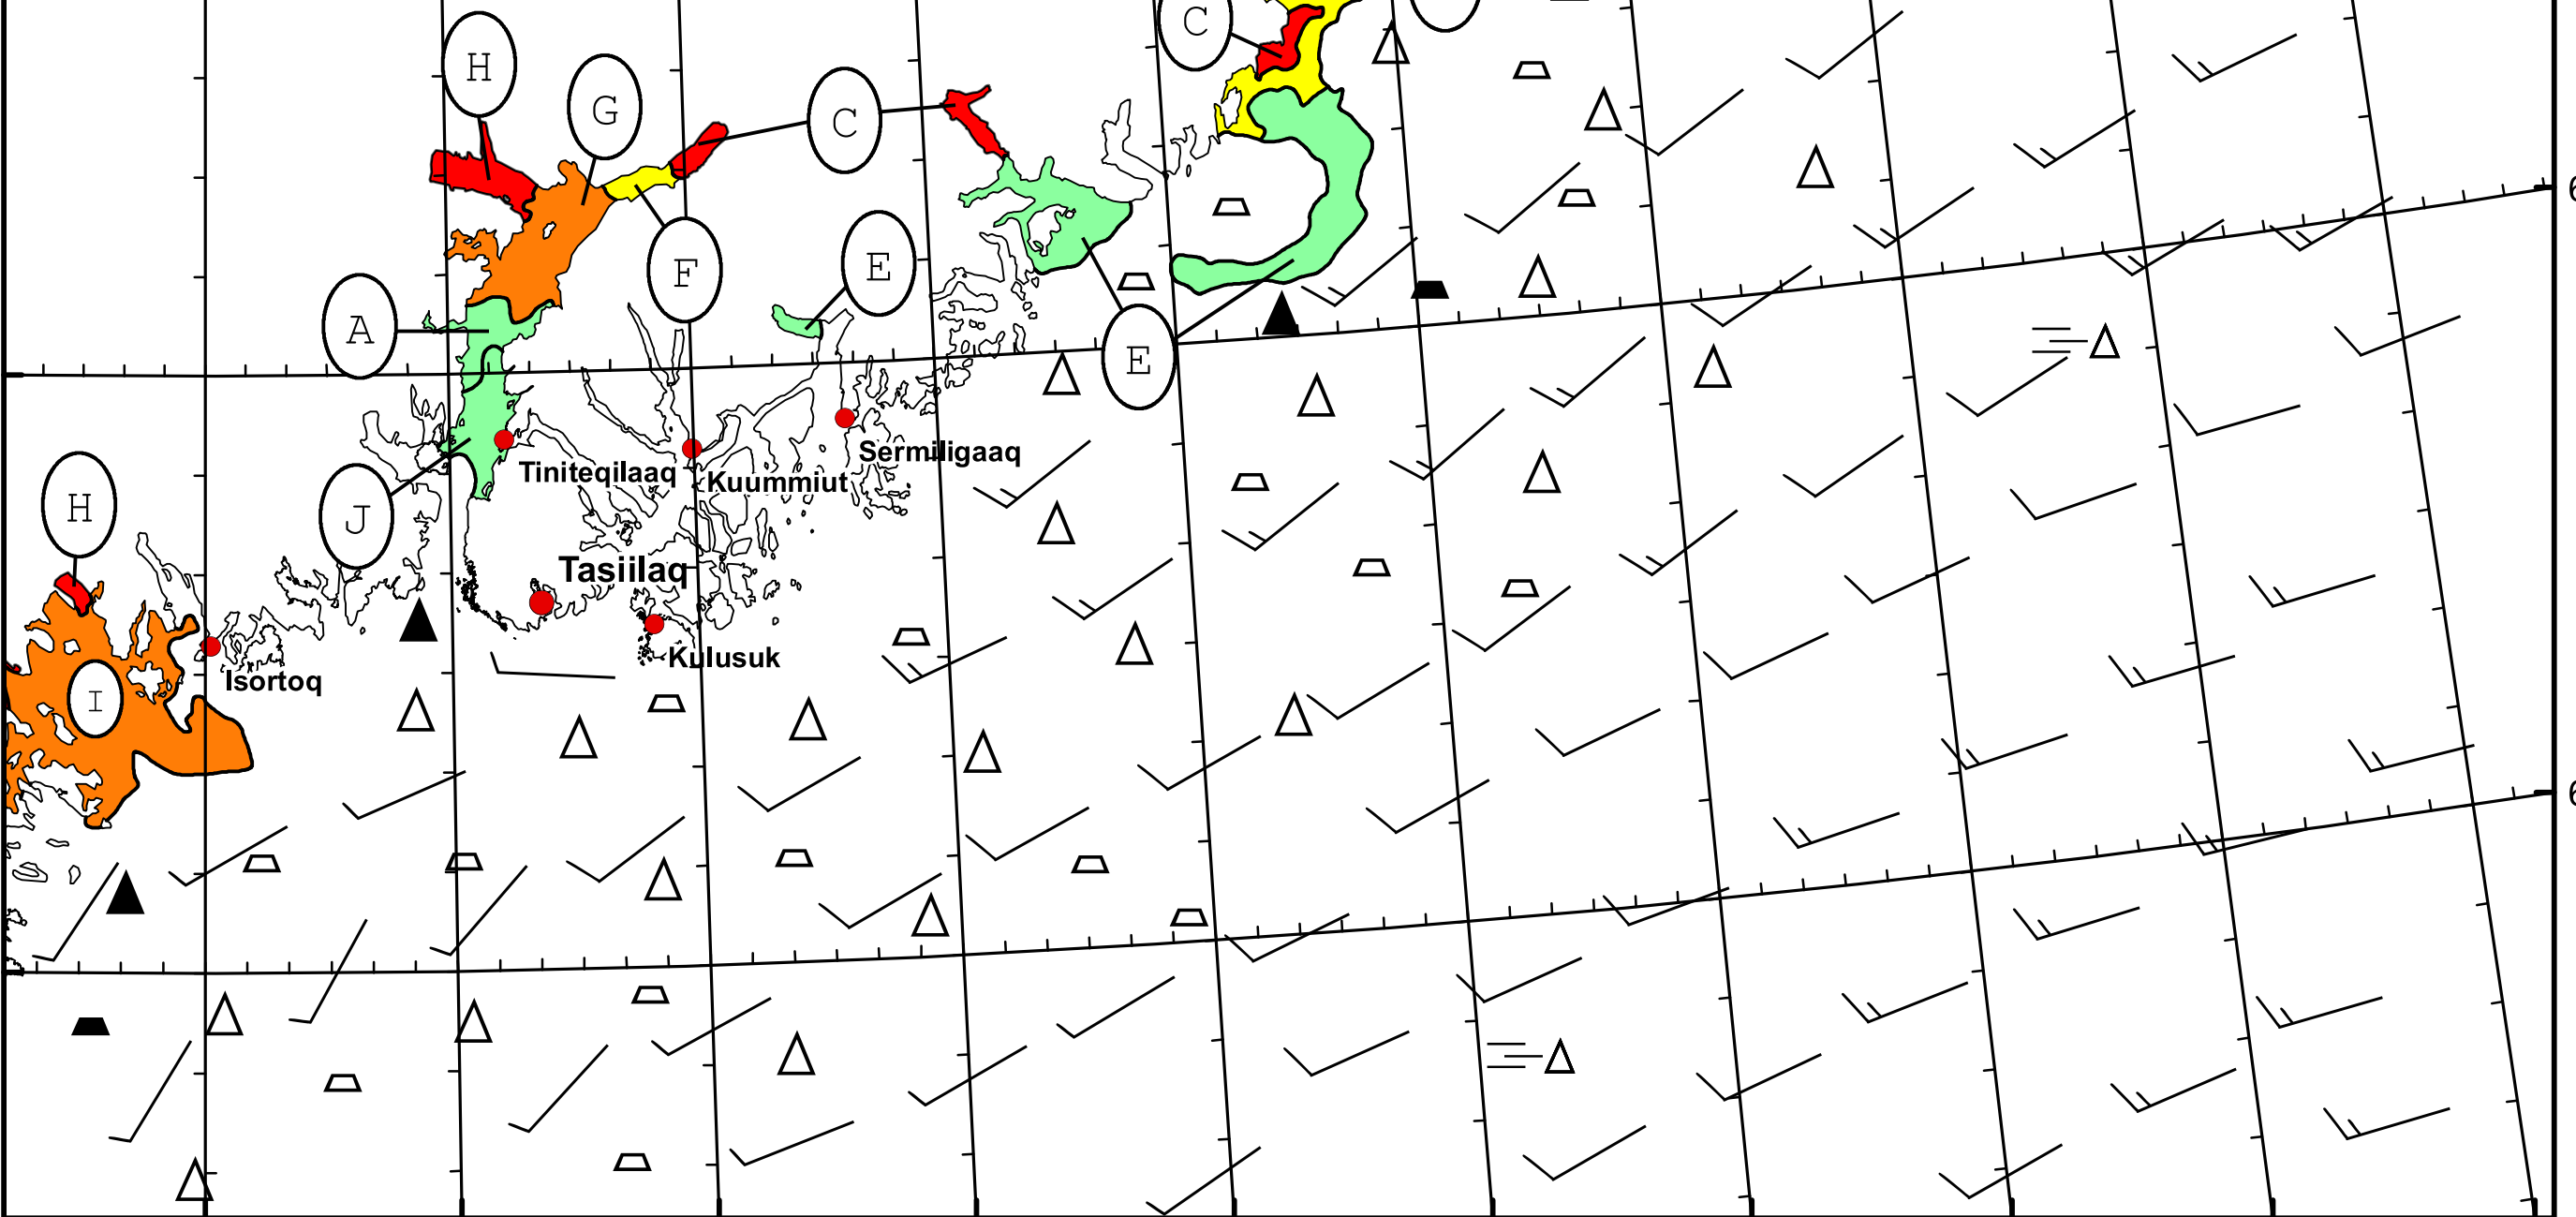 C
H
G
C
F
E
A
E
Sermiligaaq
Tiniteqilaaq
Kuummiut
H
J
Tasiilaq
Kulusuk
Isortoq
I